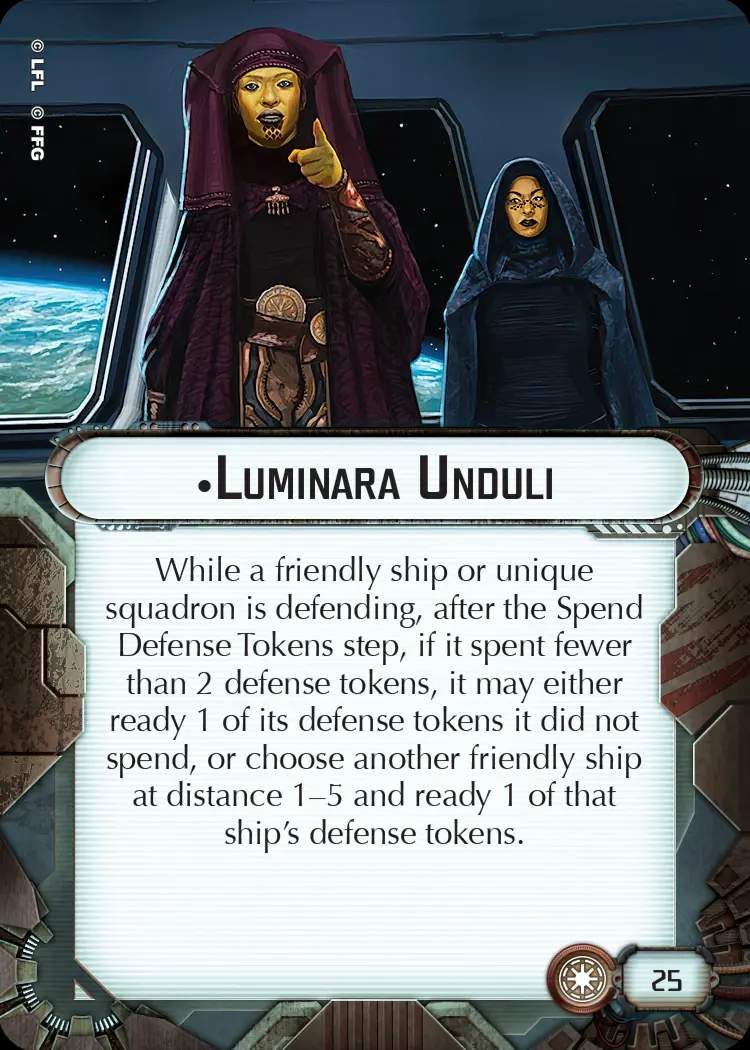 © LFL © FFG
•Luminara Unduli
While a friendly ship or unique
squadron is defending, after the Spend
Defense Tokens step, if it spent fewer
than 2 defense tokens, it may either
ready 1 of its defense tokens it did not
spend, or choose another friendly ship
at distance 1–5 and ready 1 of that
ship's defense tokens.
25